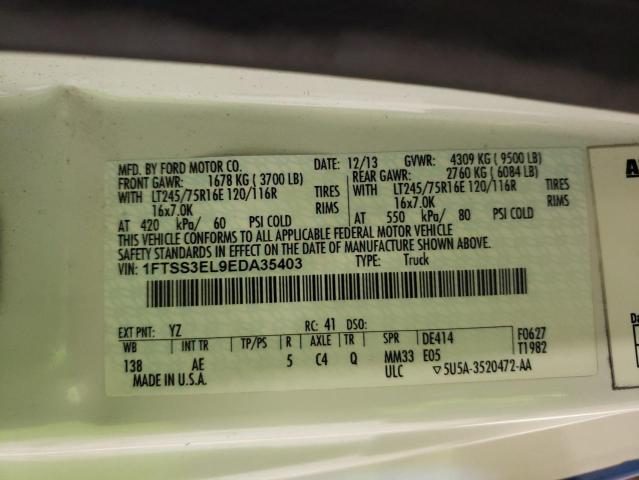 MFD. BY FORD MOTOR CO. DATE: 12/13 GVWR: 4309 KG ( 9500 LB)
FRONT GAWR: 1678 KG ( 3700 LB) REAR GAWR: 2760 KG ( 6084 LB)
WITH LT245/75R16E 120/116R TIRES WITH LT245/75R16E 120/116R TIRES
16x7.0K RIMS 16x7.0K RIMS
AT 420 kPa/ 60 PSI COLD AT 550 kPa/ 80 PSI COLD
THIS VEHICLE CONFORMS TO ALL APPLICABLE FEDERAL MOTOR VEHICLE
SAFETY STANDARDS IN EFFECT ON THE DATE OF MANUFACTURE SHOWN ABOVE.
VIN: 1FTSS3EL9EDA35403 TYPE: Truck
EXT PNT: YZ RC: 41 DSO:
WB INT TR TP/PS R AXLE TR SPR DE414 F0627
138 AE 5 C4 Q MM33 E05 T1982
MADE IN U.S.A. ULC ▽5U5A-3520472-AA